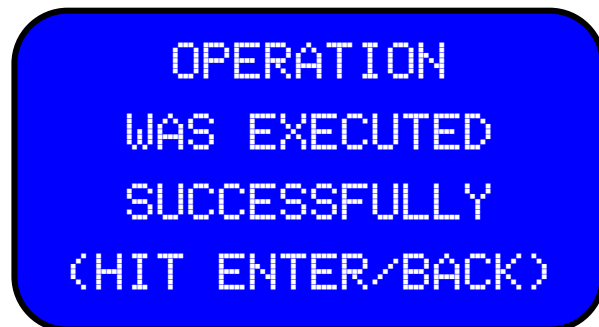 OPERATION
WAS EXECUTED
SUCCESSFULLY
(HIT ENTER/BACK)